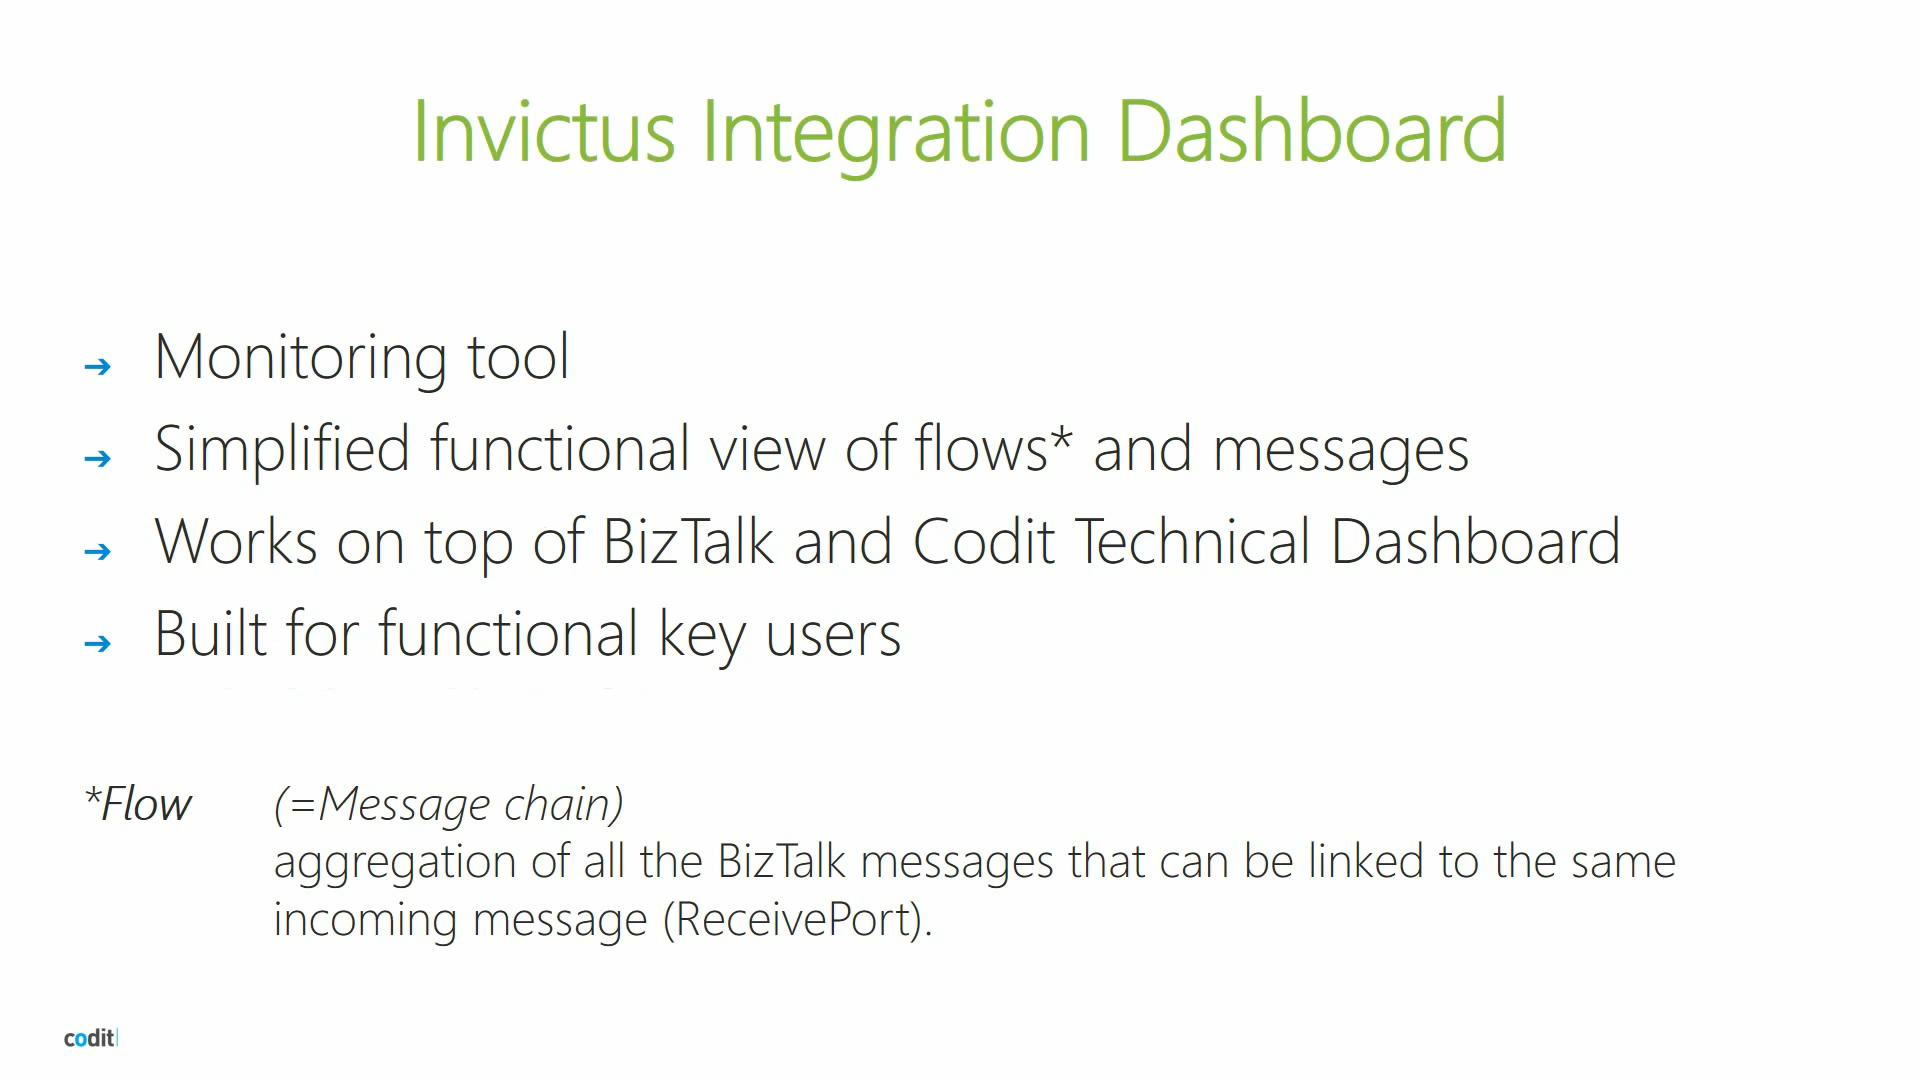 Invictus Integration Dashboard
➔ Monitoring tool
➔ Simplified functional view of flows* and messages
➔ Works on top of BizTalk and Codit Technical Dashboard
➔ Built for functional key users
*Flow (=Message chain)
aggregation of all the BizTalk messages that can be linked to the same
incoming message (ReceivePort).
codit